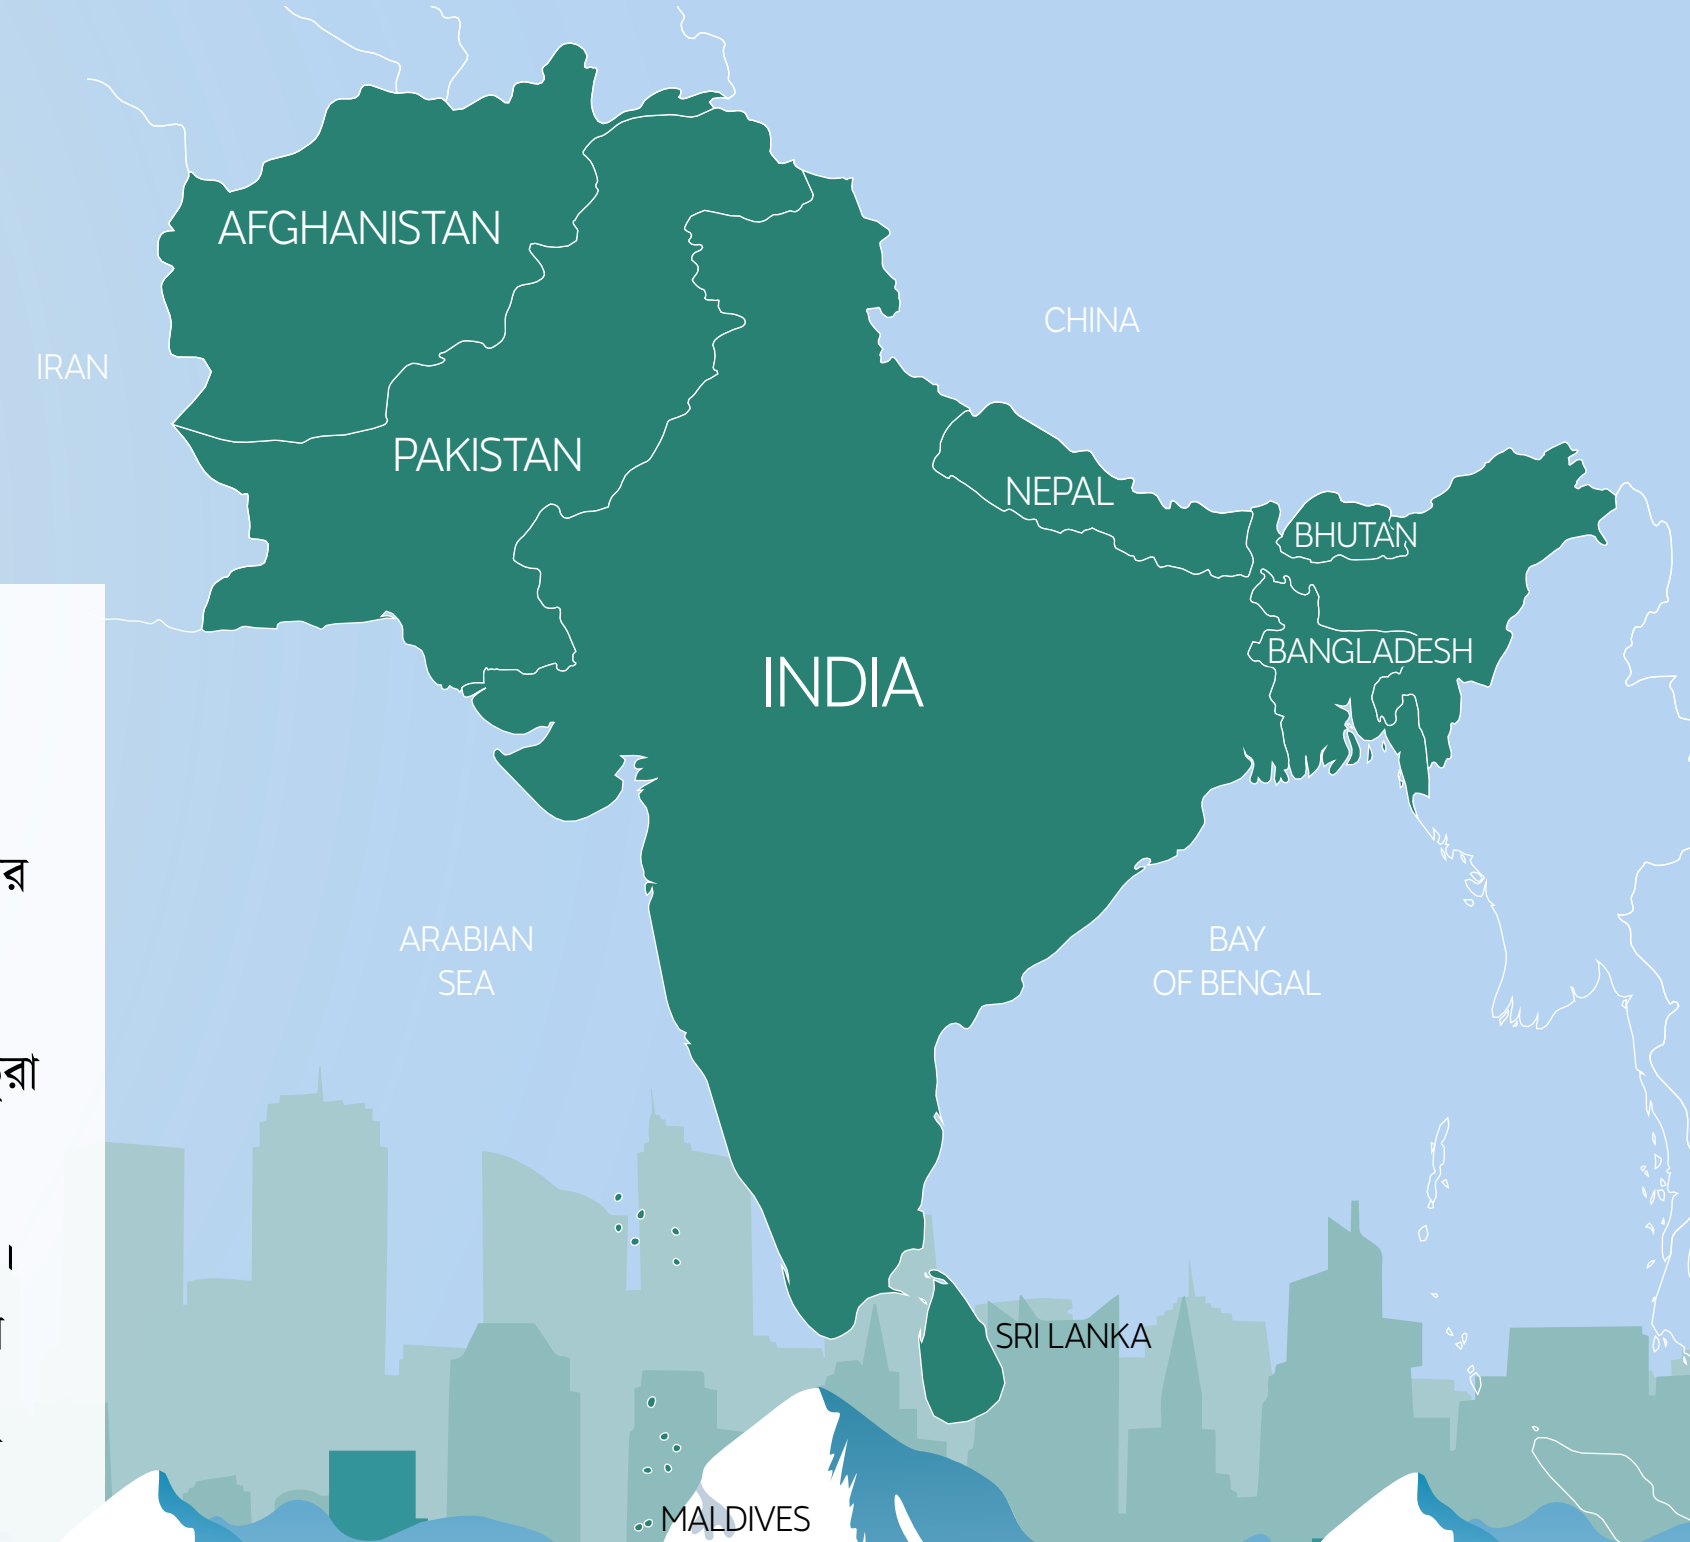 AFGHANISTAN
CHINA
IRAN
PAKISTAN
NEPAL
BHUTAN
BANGLADESH
INDIA
র
ARABIAN
SEA
BAY
OF BENGAL
।
SRI LANKA
MALDIVES